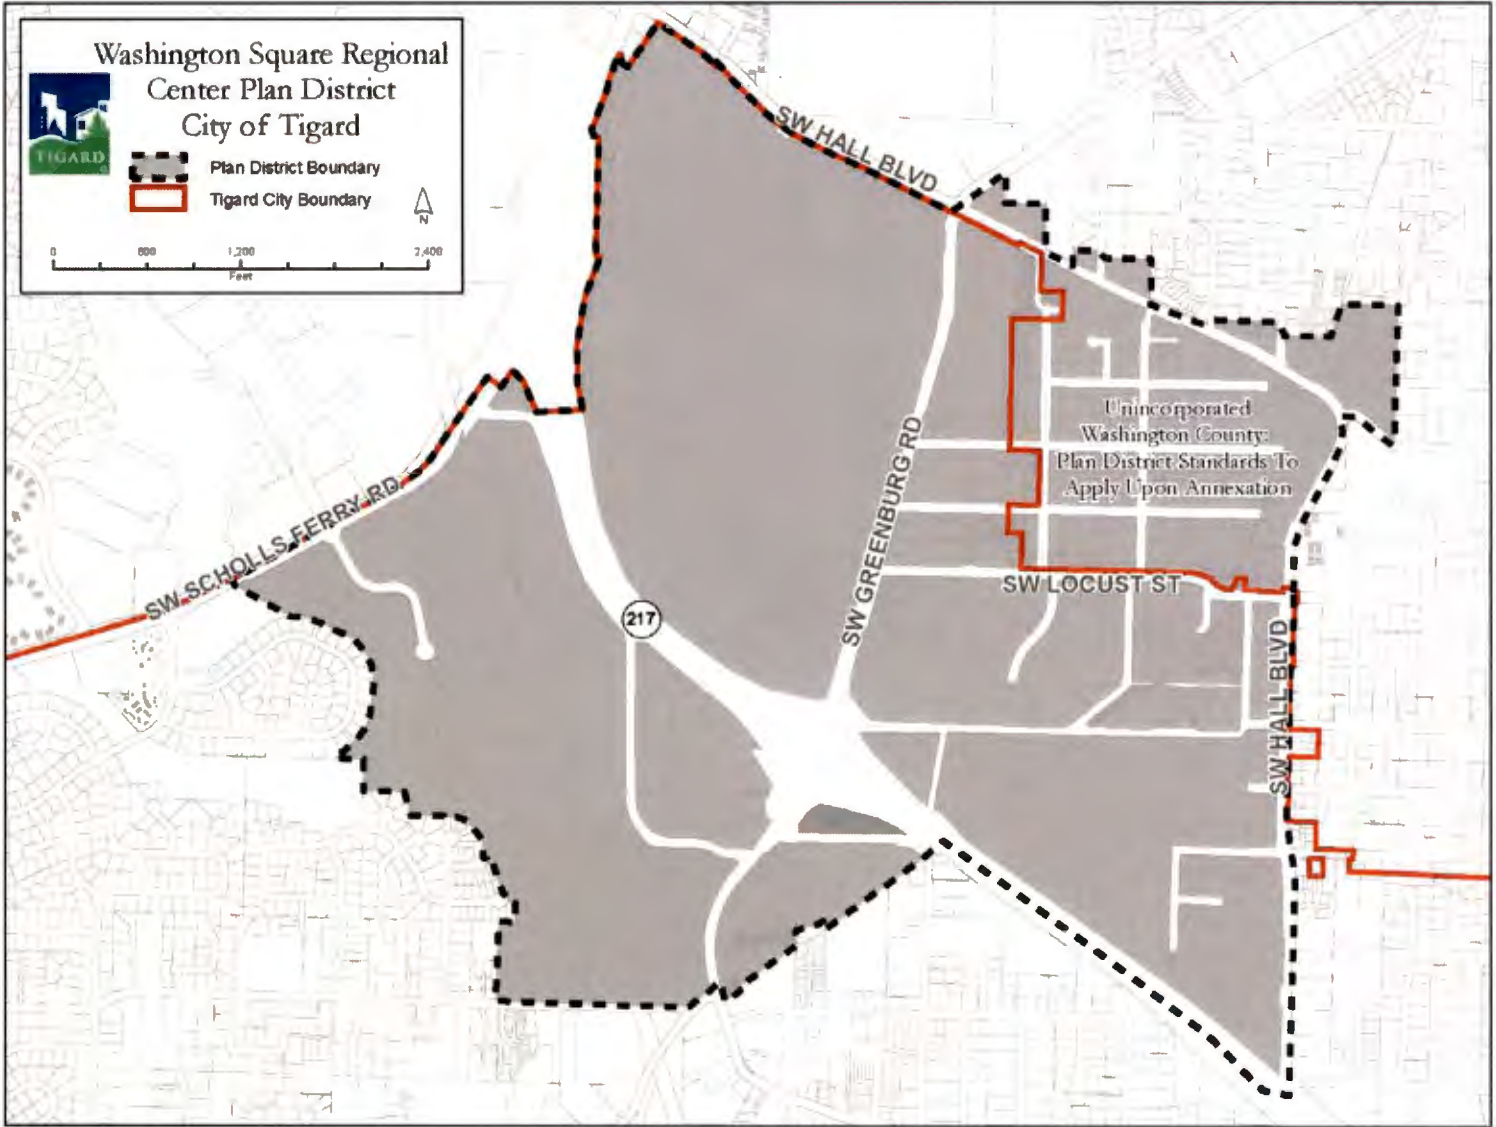 Washington Square Regional
Center Plan District
City of Tigard
TIGARD
Plan District Boundary
Tigard City Boundary
N
0 600 1,200 2,400
Feet
SW HALL BLVD
SW GREENBURG RD
Unincorporated
Washington County:
Plan District Standards To
Apply Upon Annexation
SW SCHOLLS FERRY RD
217
SW LOCUST ST
SW HALL BLVD